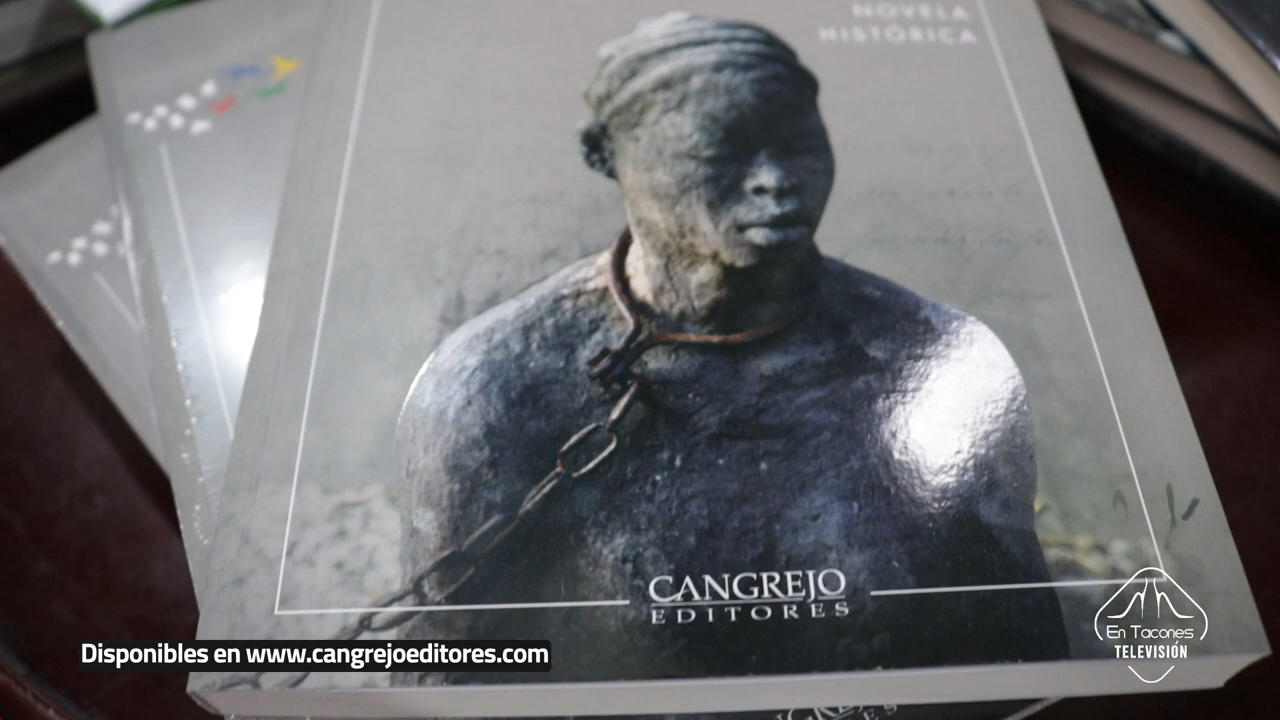 NOVELA
HISTÓRICA
CANGREJO
EDITORES
Disponibles en www.cangrejoeditores.com
En Tacones
TELEVISIÓN